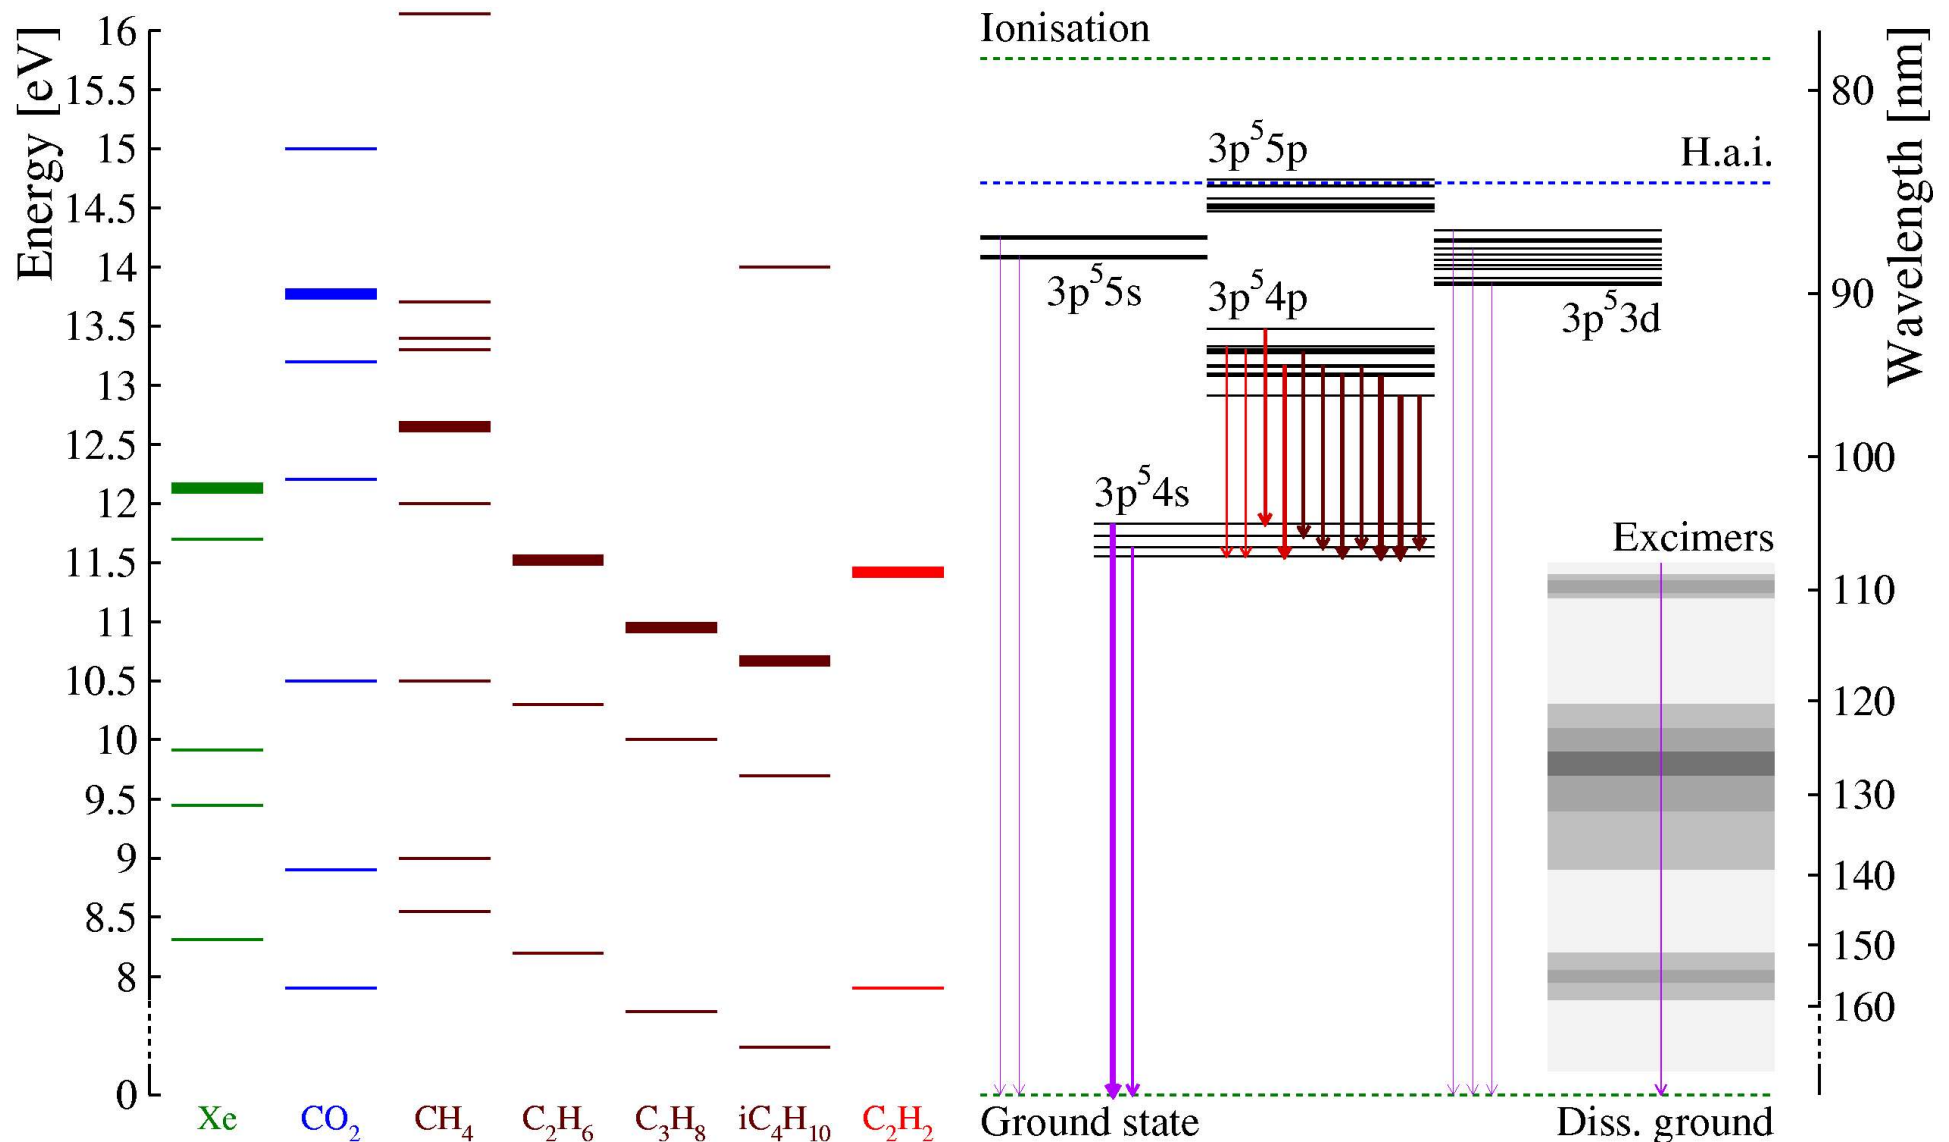 Energy [eV]
16
15.5
15
14.5
14
13.5
13
12.5
12
11.5
11
10.5
10
9.5
9
8.5
8
0
Xe
CO₂
CH₄
C₂H₆
C₃H₈
iC₄H₁₀
C₂H₂
Ionisation
H.a.i.
3p⁵5p
3p⁵5s
3p⁵4p
3p⁵3d
3p⁵4s
Excimers
Ground state
Diss. ground
Wavelength [nm]
80
90
100
110
120
130
140
150
160